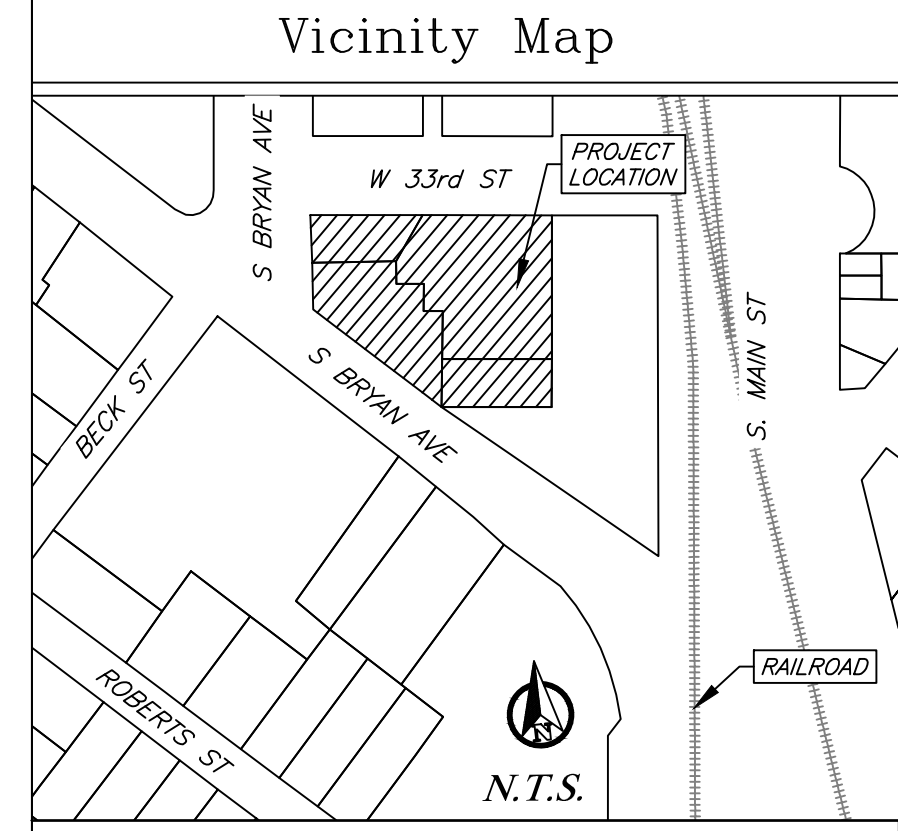 Vicinity Map
S BRYAN AVE
W 33rd ST
PROJECT
LOCATION
S BRYAN AVE
S. MAIN ST
BECK ST
RAILROAD
ROBERTS ST
N
N.T.S.